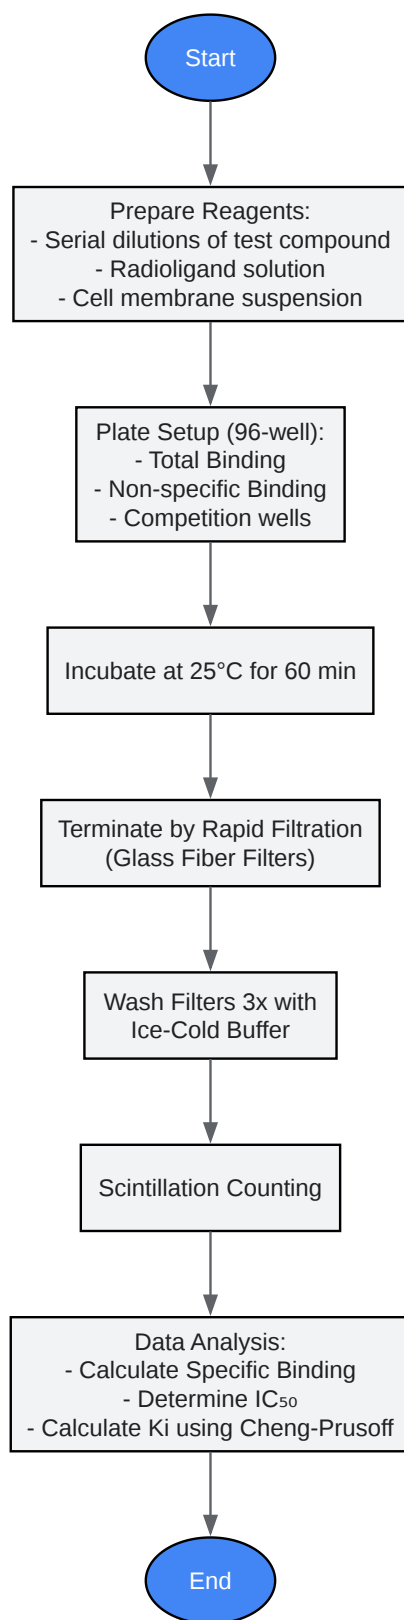 Start
Prepare Reagents:
- Serial dilutions of test compound
- Radioligand solution
- Cell membrane suspension
Plate Setup (96-well):
- Total Binding
- Non-specific Binding
- Competition wells
Incubate at 25°C for 60 min
Terminate by Rapid Filtration
(Glass Fiber Filters)
Wash Filters 3x with
Ice-Cold Buffer
Scintillation Counting
Data Analysis:
- Calculate Specific Binding
- Determine IC₅₀
- Calculate Ki using Cheng-Prusoff
End